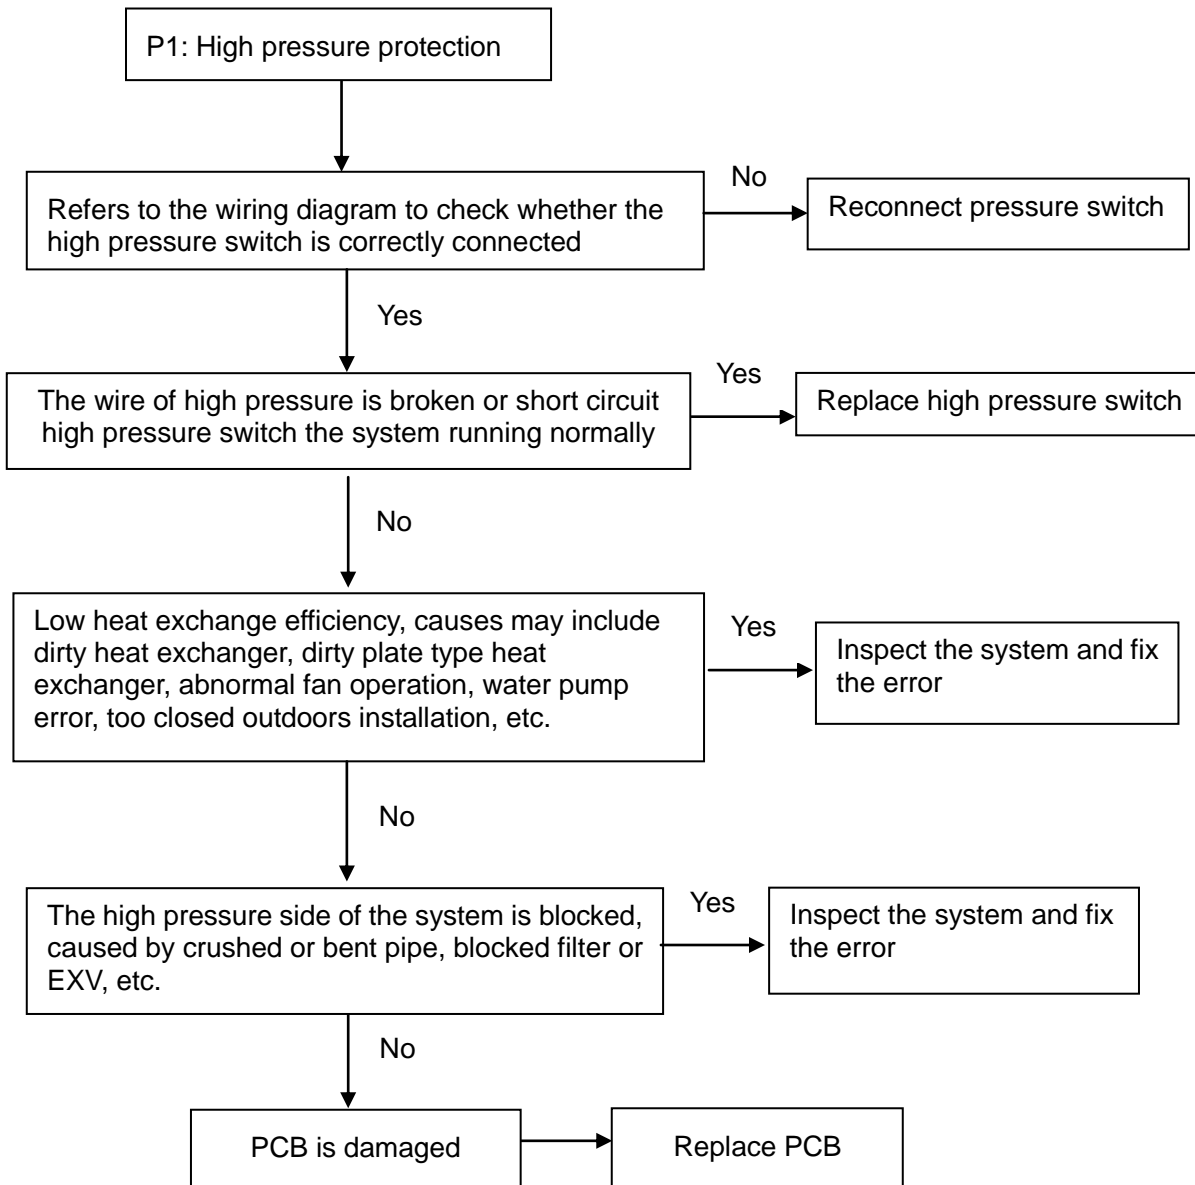 P1: High pressure protection
Refers to the wiring diagram to check whether the
high pressure switch is correctly connected
No
Reconnect pressure switch
Yes
The wire of high pressure is broken or short circuit
high pressure switch the system running normally
Yes
Replace high pressure switch
No
Low heat exchange efficiency, causes may include
dirty heat exchanger, dirty plate type heat
exchanger, abnormal fan operation, water pump
error, too closed outdoors installation, etc.
Yes
Inspect the system and fix
the error
No
The high pressure side of the system is blocked,
caused by crushed or bent pipe, blocked filter or
EXV, etc.
Yes
Inspect the system and fix
the error
No
PCB is damaged
Replace PCB